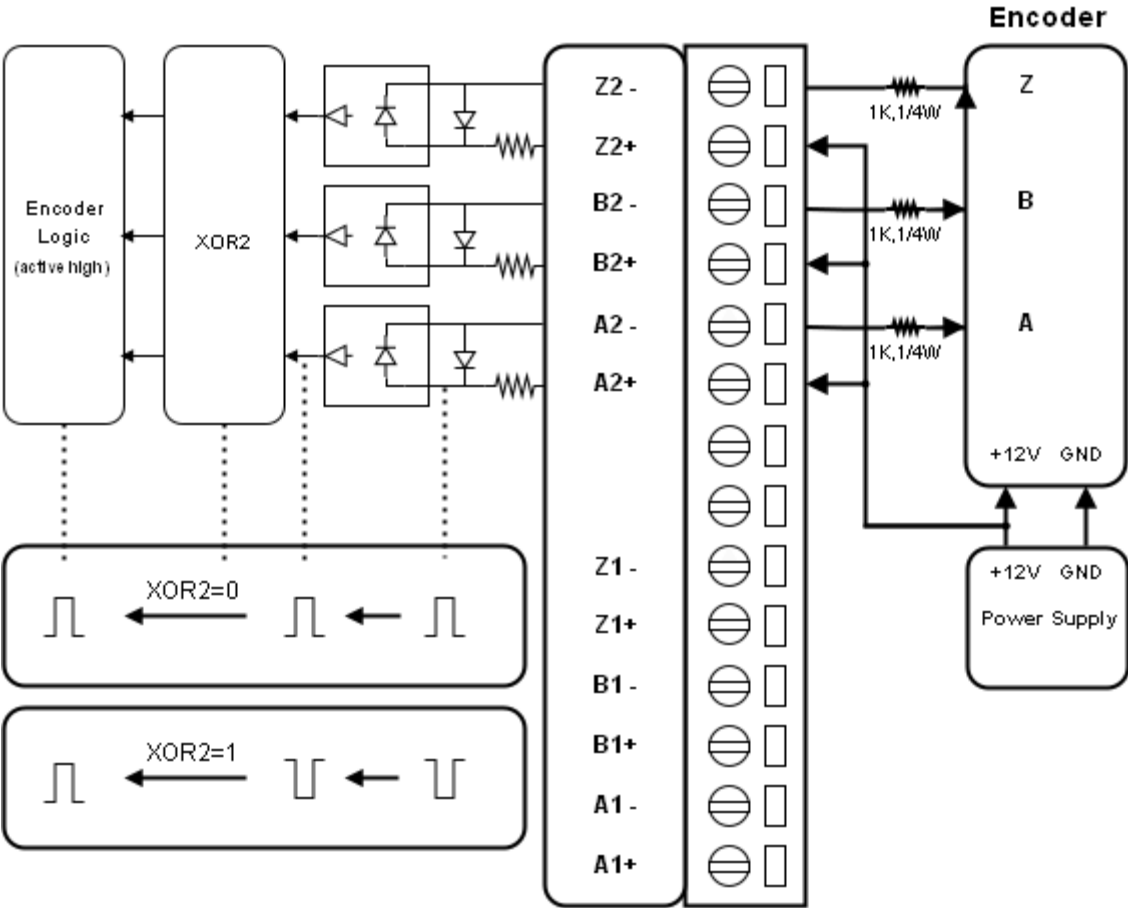 Encoder
Z2 -
Z
1K,1/4W
Z2+
B2 -
B
Encoder
Logic
(active high)
XOR2
1K,1/4W
B2+
A2 -
A
1K,1/4W
A2+
+12V GND
Z1 -
+12V GND
XOR2=0
Z1+
Power Supply
B1 -
XOR2=1
B1+
A1 -
A1+